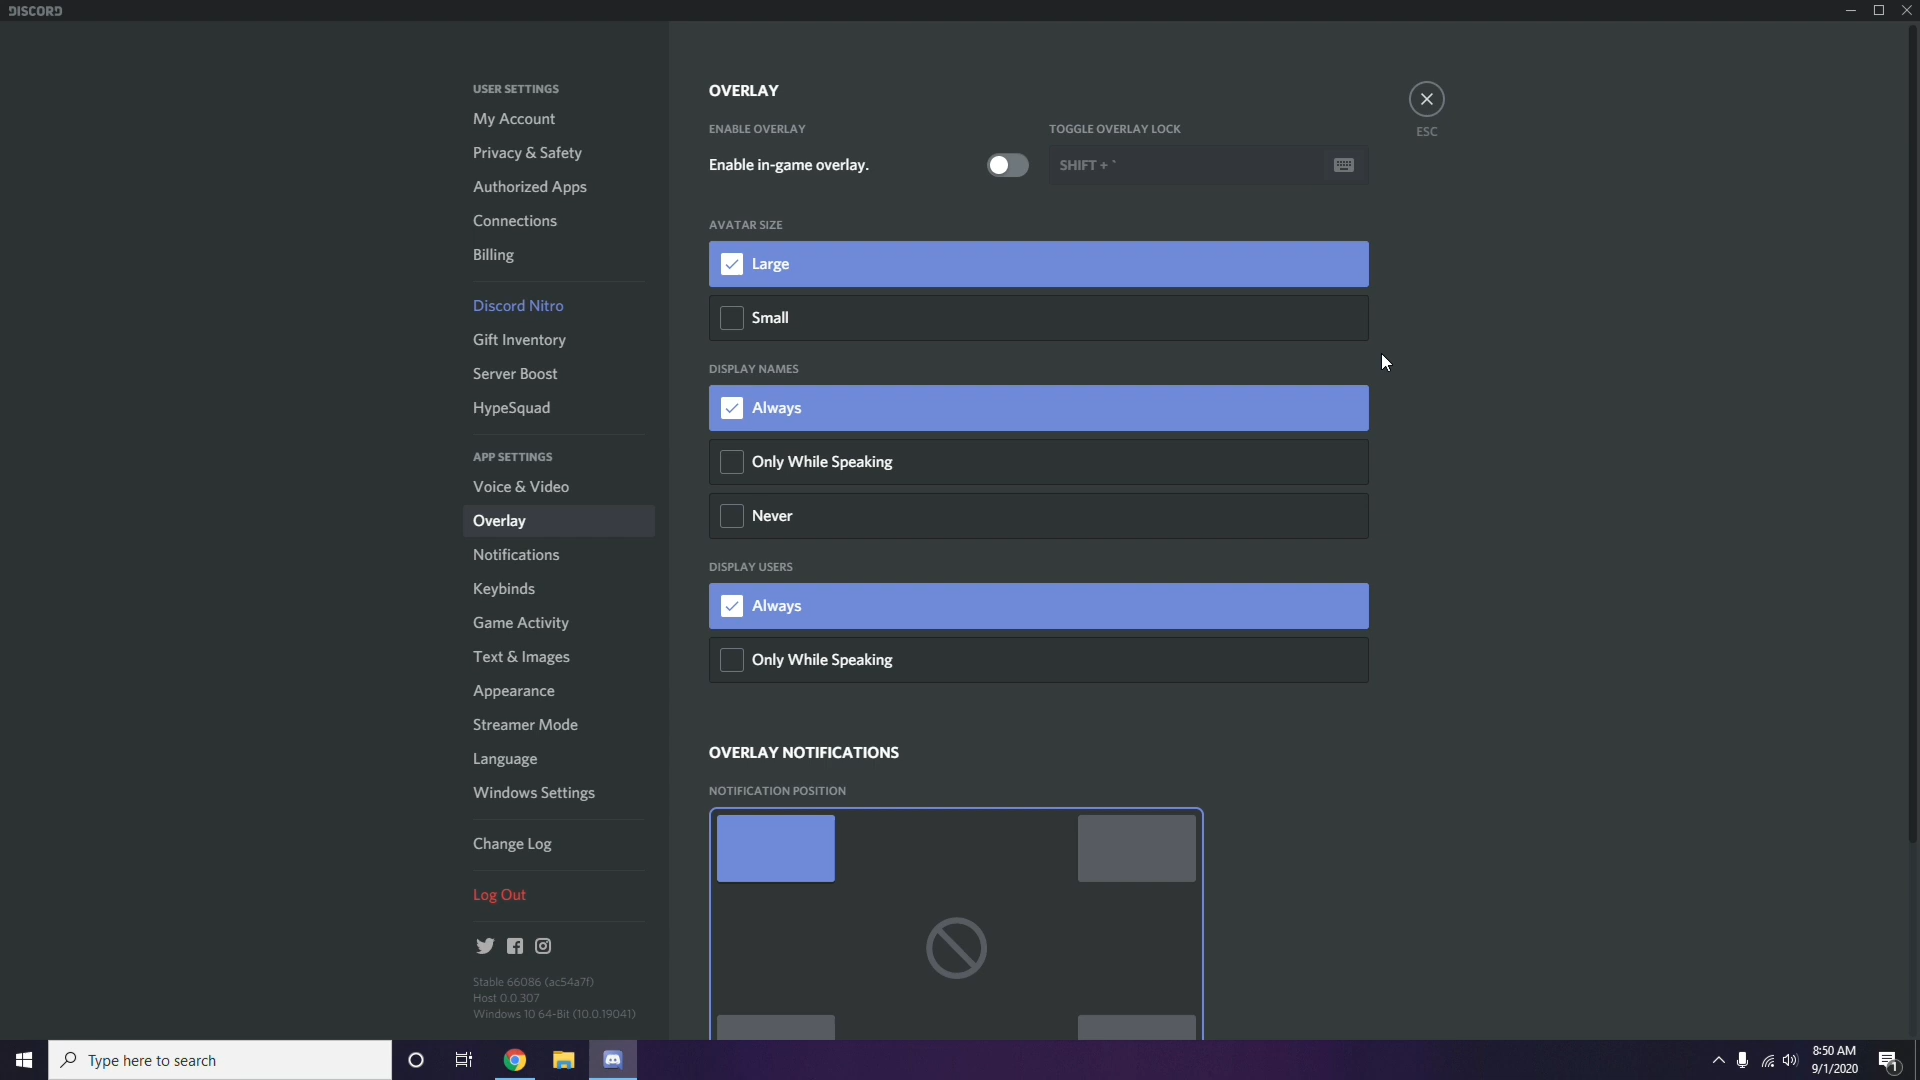 DISCORD
USER SETTINGS
My Account
Privacy & Safety
Authorized Apps
Connections
Billing
Discord Nitro
Gift Inventory
Server Boost
HypeSquad
APP SETTINGS
Voice & Video
Overlay
Notifications
Keybinds
Game Activity
Text & Images
Appearance
Streamer Mode
Language
Windows Settings
Change Log
Log Out
Stable 66086 (ac54a7f)
Host 0.0.307
Windows 10 64-Bit (10.0.19041)
OVERLAY
ENABLE OVERLAY
Enable in-game overlay.
TOGGLE OVERLAY LOCK
SHIFT + `
ESC
AVATAR SIZE
Large
Small
DISPLAY NAMES
Always
Only While Speaking
Never
DISPLAY USERS
Always
Only While Speaking
OVERLAY NOTIFICATIONS
NOTIFICATION POSITION
Type here to search
8:50 AM
9/1/2020
1